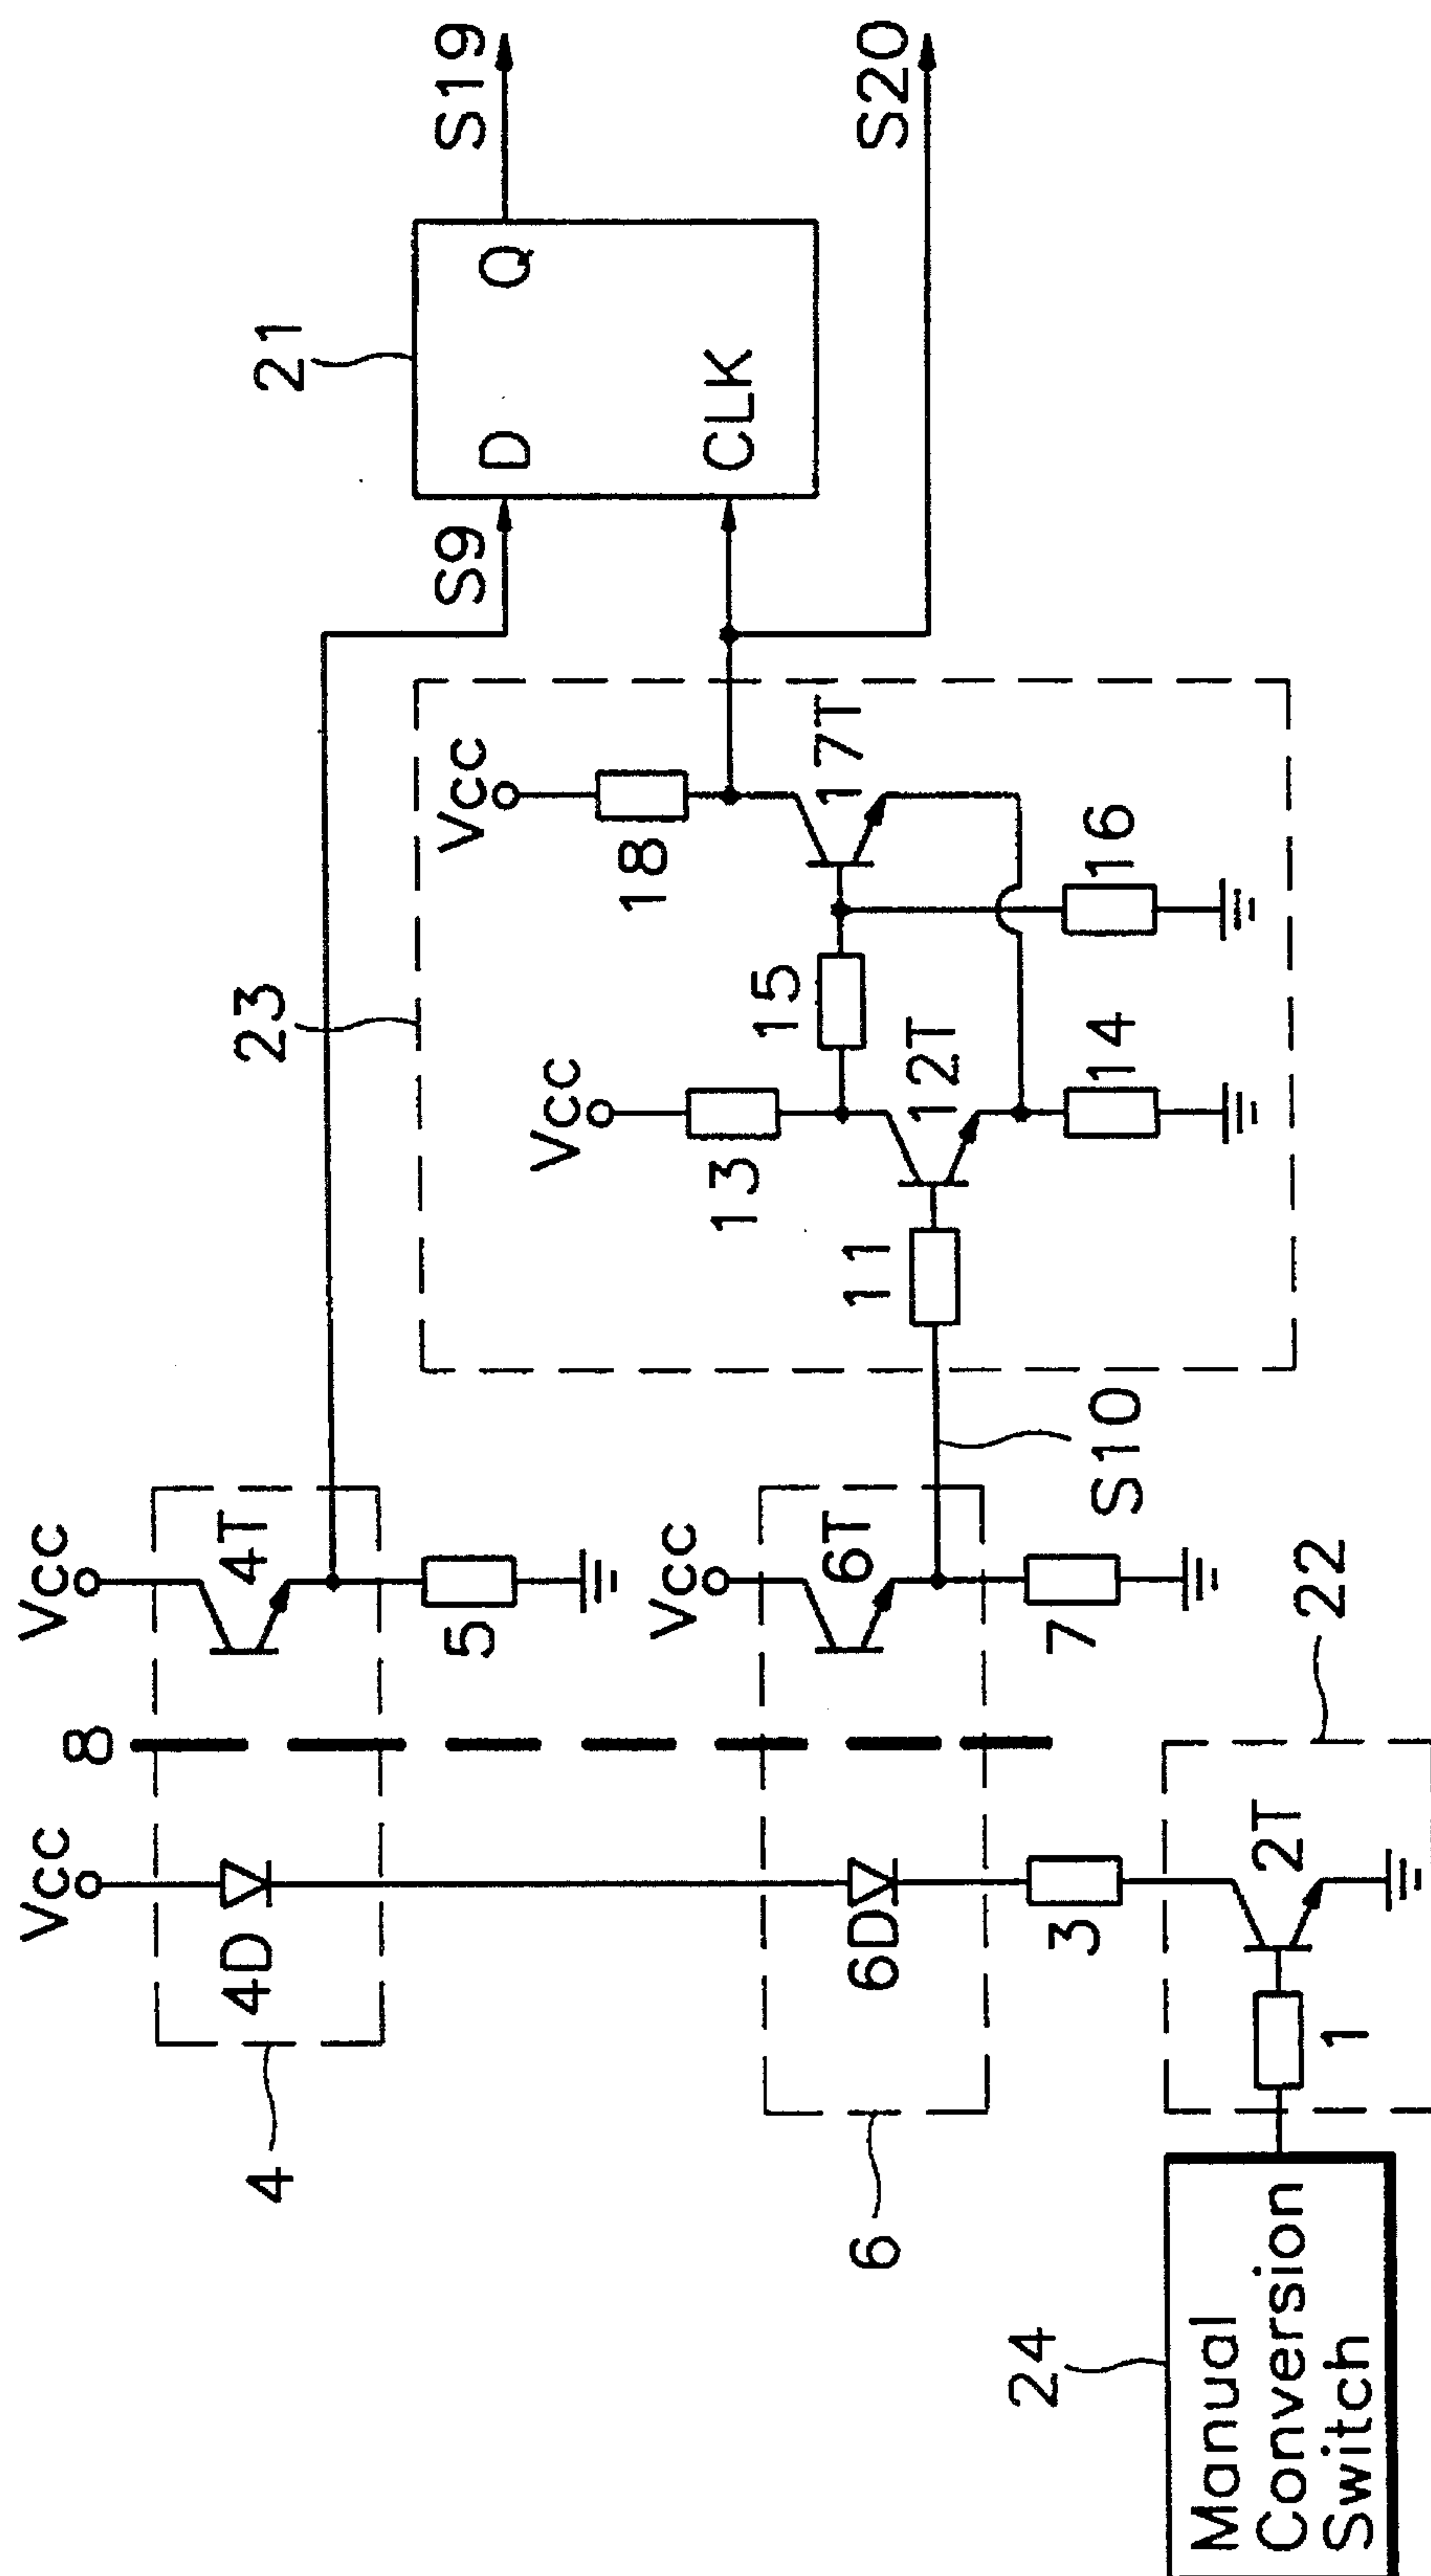 Vcc
Vcc
8
4D
4T
4
5
23
S9
21
D
Q
S19
CLK
S20
Vcc
18
17T
Vcc
13
15
12T
11
16
14
S10
Vcc
6D
6T
6
7
3
22
2T
1
24
Manual
Conversion
Switch